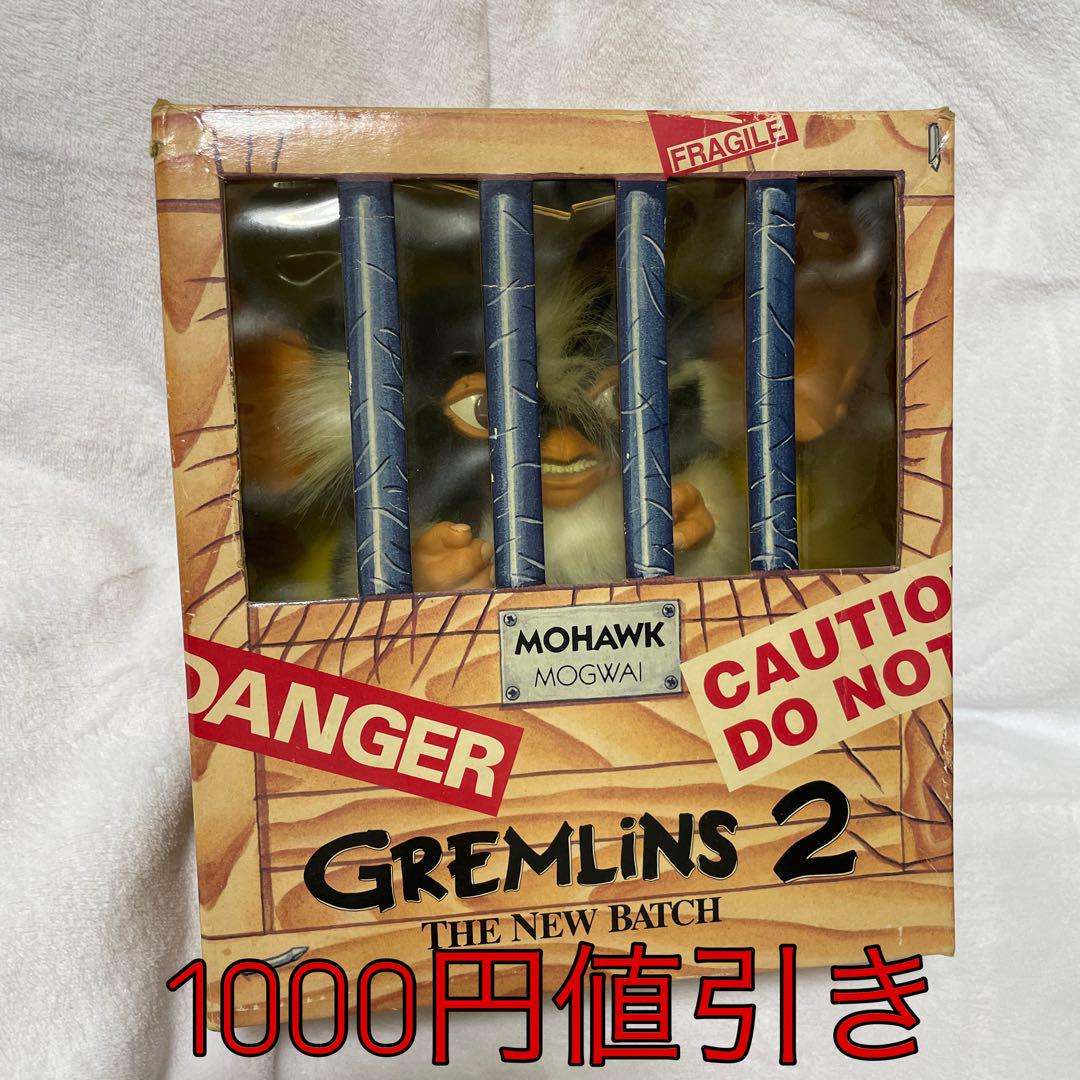 FRAGILE
MOHAWK
MOGWAI
DANGER
CAUTIO
DO NOT
GREMLiNS 2
THE NEW BATCH
1000円値引き